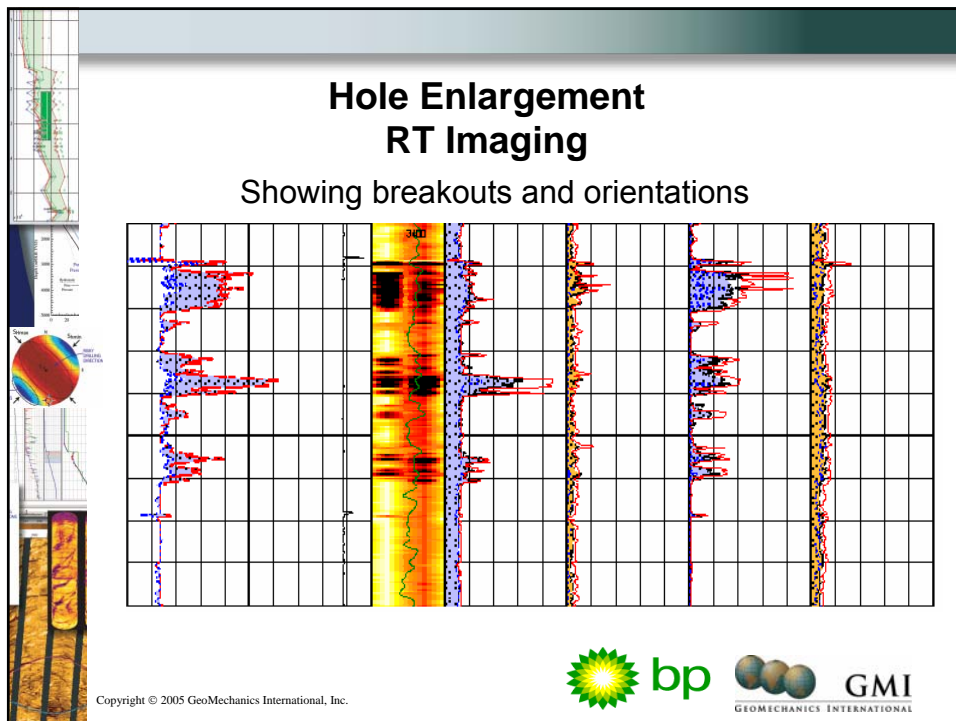 Hole Enlargement
RT Imaging
Showing breakouts and orientations
3400
Copyright © 2005 GeoMechanics International, Inc.
bp
GMI
GEOMECHANICS INTERNATIONAL